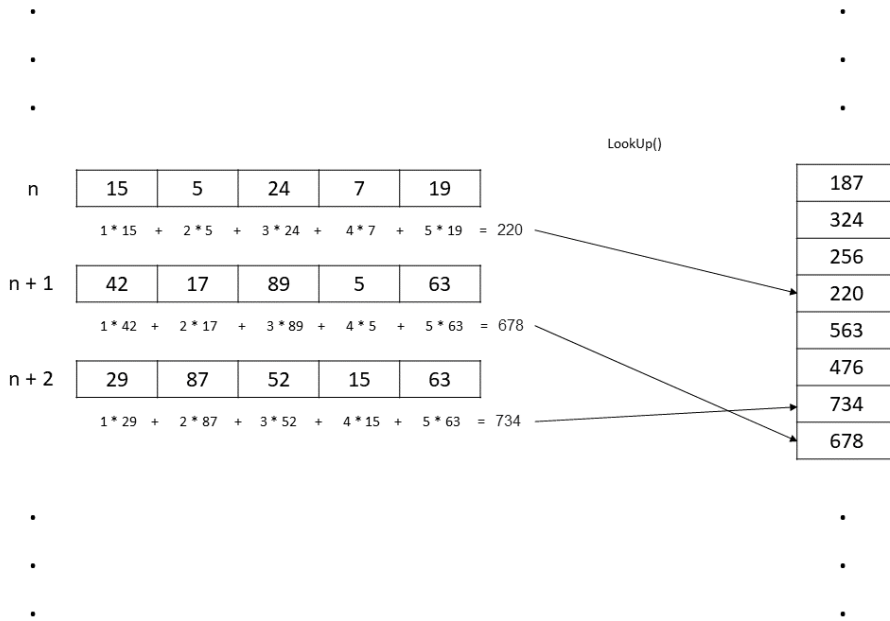 LookUp()
n 15 5 24 7 19
1 * 15 + 2 * 5 + 3 * 24 + 4 * 7 + 5 * 19 = 220
n + 1 42 17 89 5 63
1 * 42 + 2 * 17 + 3 * 89 + 4 * 5 + 5 * 63 = 678
n + 2 29 87 52 15 63
1 * 29 + 2 * 87 + 3 * 52 + 4 * 15 + 5 * 63 = 734
187
324
256
220
563
476
734
678